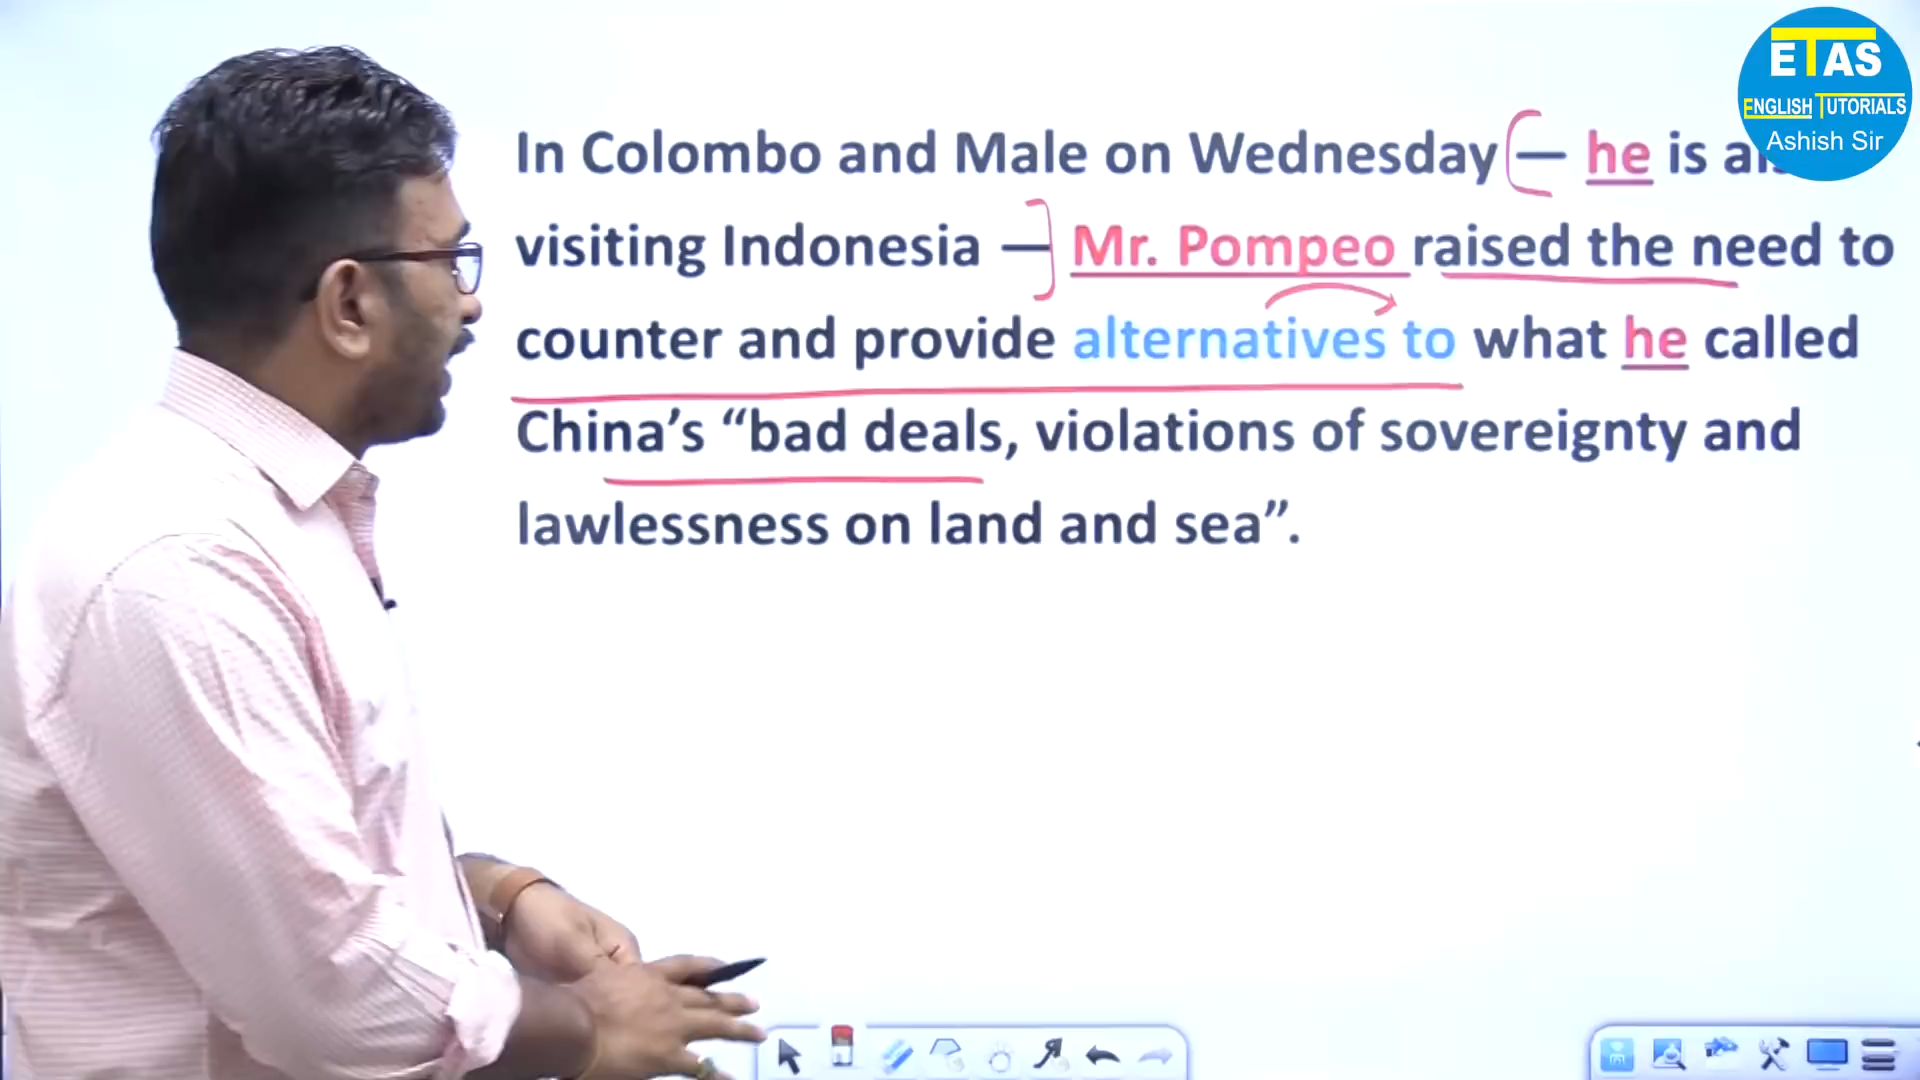 In Colombo and Male on Wednesday — he is
visiting Indonesia — Mr. Pompeo raised the need to
counter and provide alternatives to what he called
China’s “bad deals, violations of sovereignty and
lawlessness on land and sea”.
ETAS
ENGLISH TUTORIALS
Ashish Sir